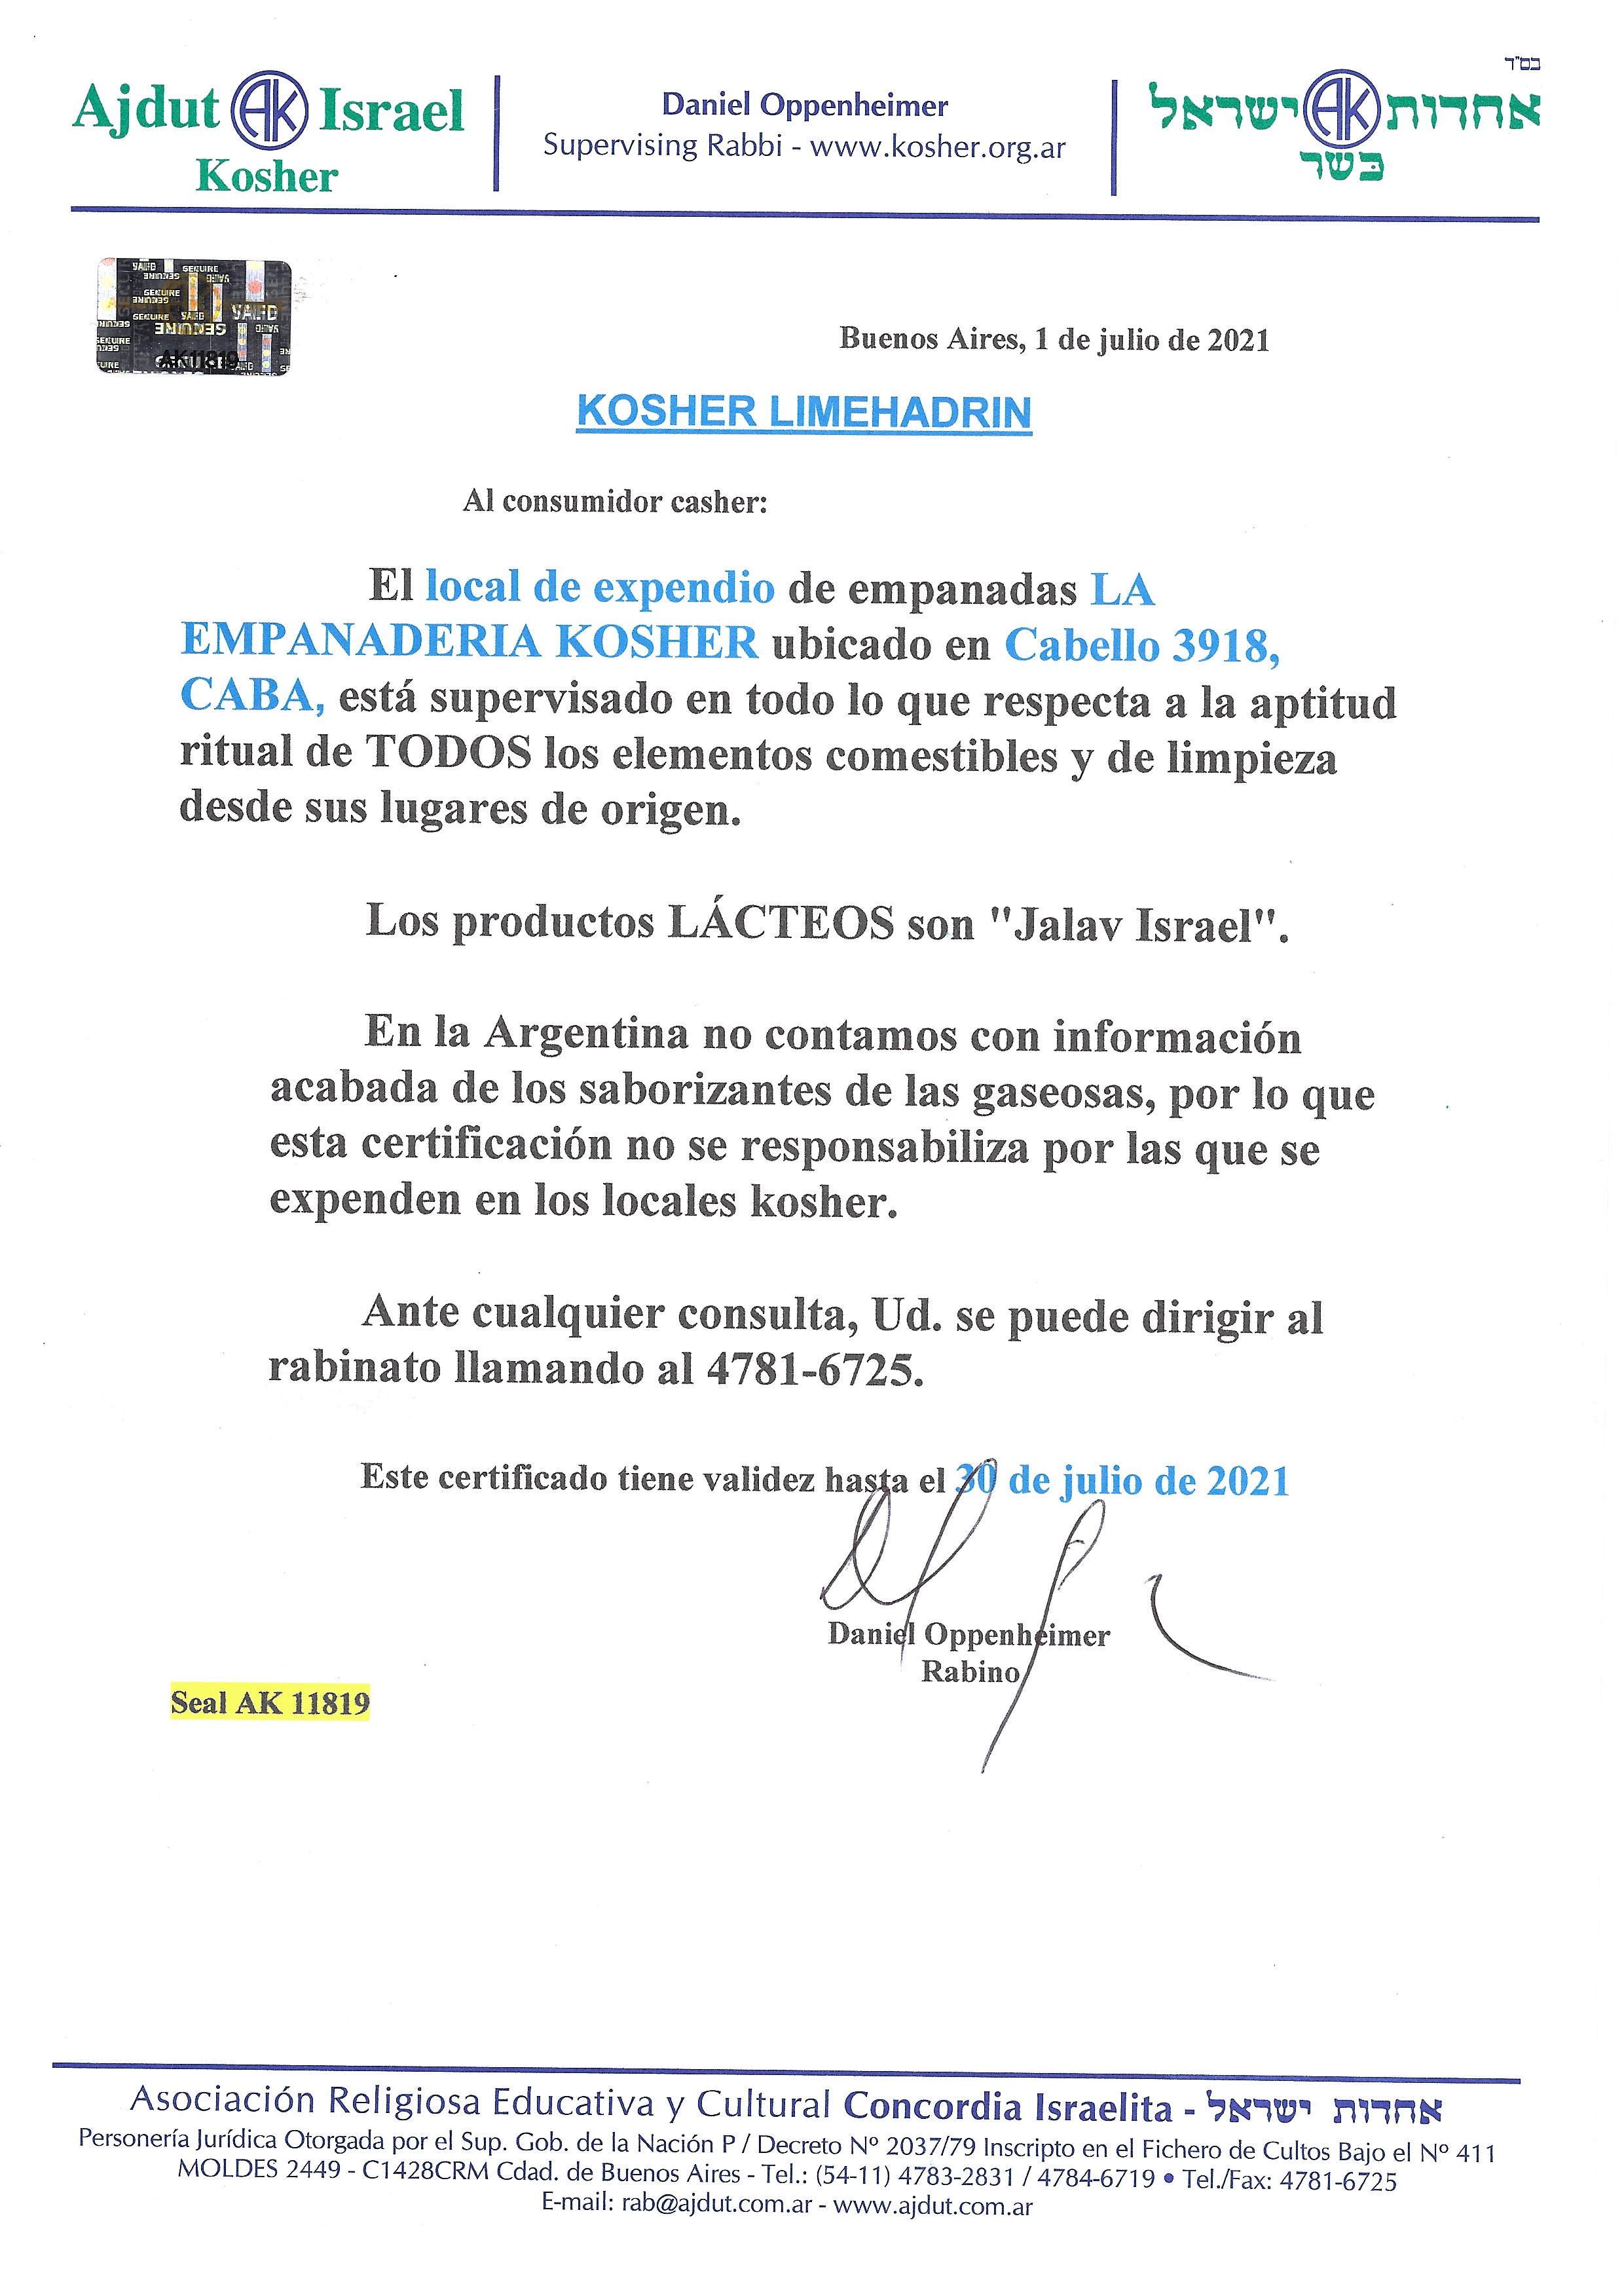 בס"ד
Ajdut AK Israel
Kosher
Daniel Oppenheimer
Supervising Rabbi - www.kosher.org.ar
אחדות AK ישראל
כּשר
VALID SECURE
AK11819
Buenos Aires, 1 de julio de 2021
KOSHER LIMEHADRIN
Al consumidor casher:
El local de expendio de empanadas LA
EMPANADERIA KOSHER ubicado en Cabello 3918,
CABA, está supervisado en todo lo que respecta a la aptitud
ritual de TODOS los elementos comestibles y de limpieza
desde sus lugares de origen.
Los productos LÁCTEOS son "Jalav Israel".
En la Argentina no contamos con información
acabada de los saborizantes de las gaseosas, por lo que
esta certificación no se responsabiliza por las que se
expenden en los locales kosher.
Ante cualquier consulta, Ud. se puede dirigir al
rabinato llamando al 4781-6725.
Este certificado tiene validez hasta el 30 de julio de 2021
Daniel Oppenheimer
Rabino
Seal AK 11819
Asociación Religiosa Educativa y Cultural Concordia Israelita - אחדות ישראל
Personería Jurídica Otorgada por el Sup. Gob. de la Nación P / Decreto Nº 2037/79 Inscripto en el Fichero de Cultos Bajo el Nº 411
MOLDES 2449 - C1428CRM Cdad. de Buenos Aires - Tel.: (54-11) 4783-2831 / 4784-6719 • Tel./Fax: 4781-6725
E-mail: rab@ajdut.com.ar - www.ajdut.com.ar